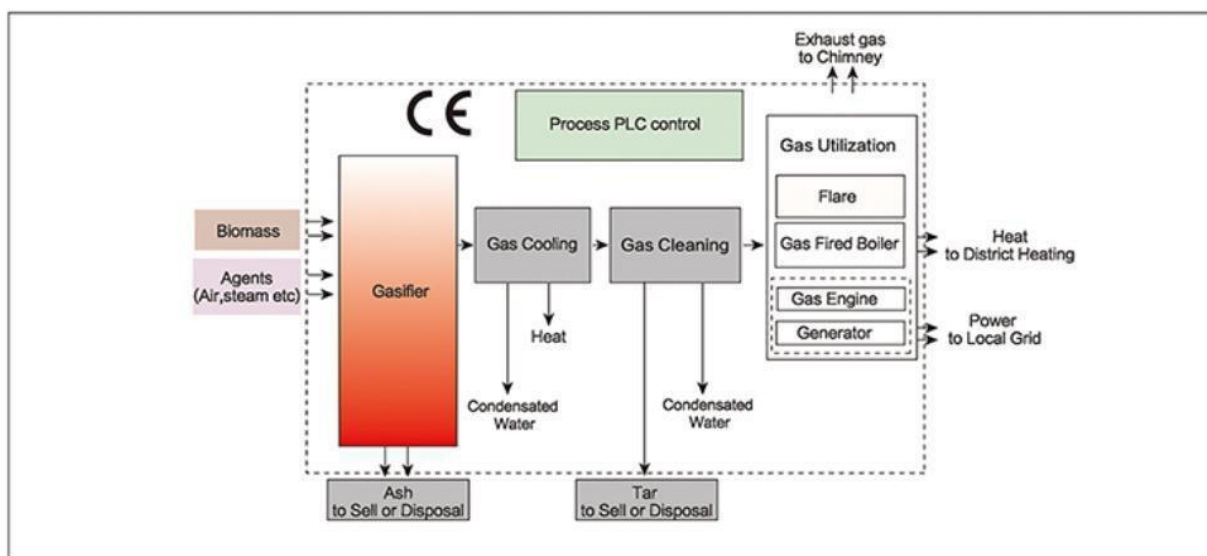 Exhaust gas
to Chimney
CE
Process PLC control
Gas Utilization
Flare
Biomass
Gas Cooling
Gas Cleaning
Gas Fired Boiler
Heat
to District Heating
Agents
(Air,steam etc)
Gasifier
Gas Engine
Generator
Power
to Local Grid
Heat
Condensated
Water
Condensated
Water
Ash
to Sell or Disposal
Tar
to Sell or Disposal